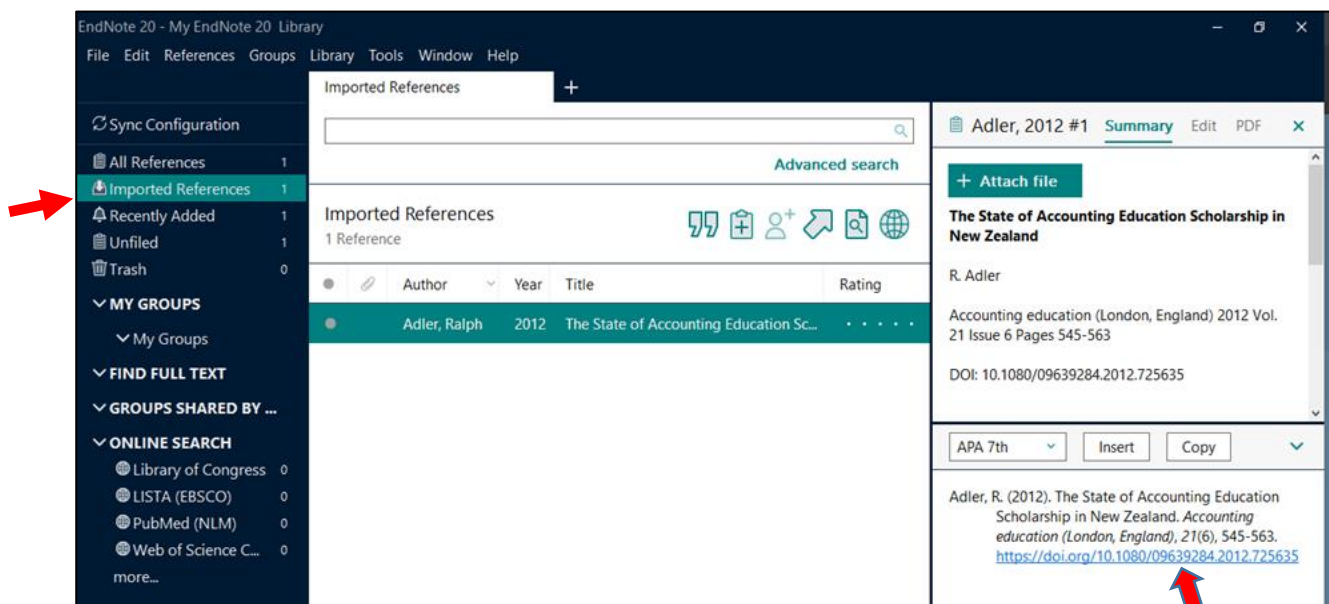 EndNote 20 - My EndNote 20 Library
File Edit References Groups Library Tools Window Help
Imported References +
Sync Configuration
All References 1
Imported References 1
Recently Added 1
Unfiled 1
Trash 0
MY GROUPS
My Groups
FIND FULL TEXT
GROUPS SHARED BY ...
ONLINE SEARCH
Library of Congress 0
LISTA (EBSCO) 0
PubMed (NLM) 0
Web of Science C... 0
more...
Advanced search
Imported References
1 Reference
Author Year Title Rating
Adler, Ralph 2012 The State of Accounting Education Sc... · · · · ·
Adler, 2012 #1 Summary Edit PDF
+ Attach file
The State of Accounting Education Scholarship in
New Zealand
R. Adler
Accounting education (London, England) 2012 Vol.
21 Issue 6 Pages 545-563
DOI: 10.1080/09639284.2012.725635
APA 7th Insert Copy
Adler, R. (2012). The State of Accounting Education
Scholarship in New Zealand. Accounting
education (London, England), 21(6), 545-563.
https://doi.org/10.1080/09639284.2012.725635